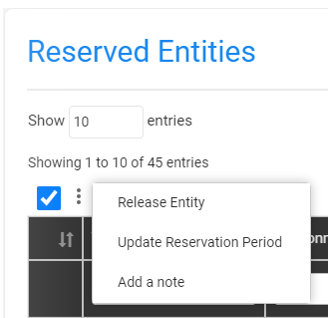 Reserved Entities
Show 10 entries
Showing 1 to 10 of 45 entries
Release Entity
Update Reservation Period
Add a note